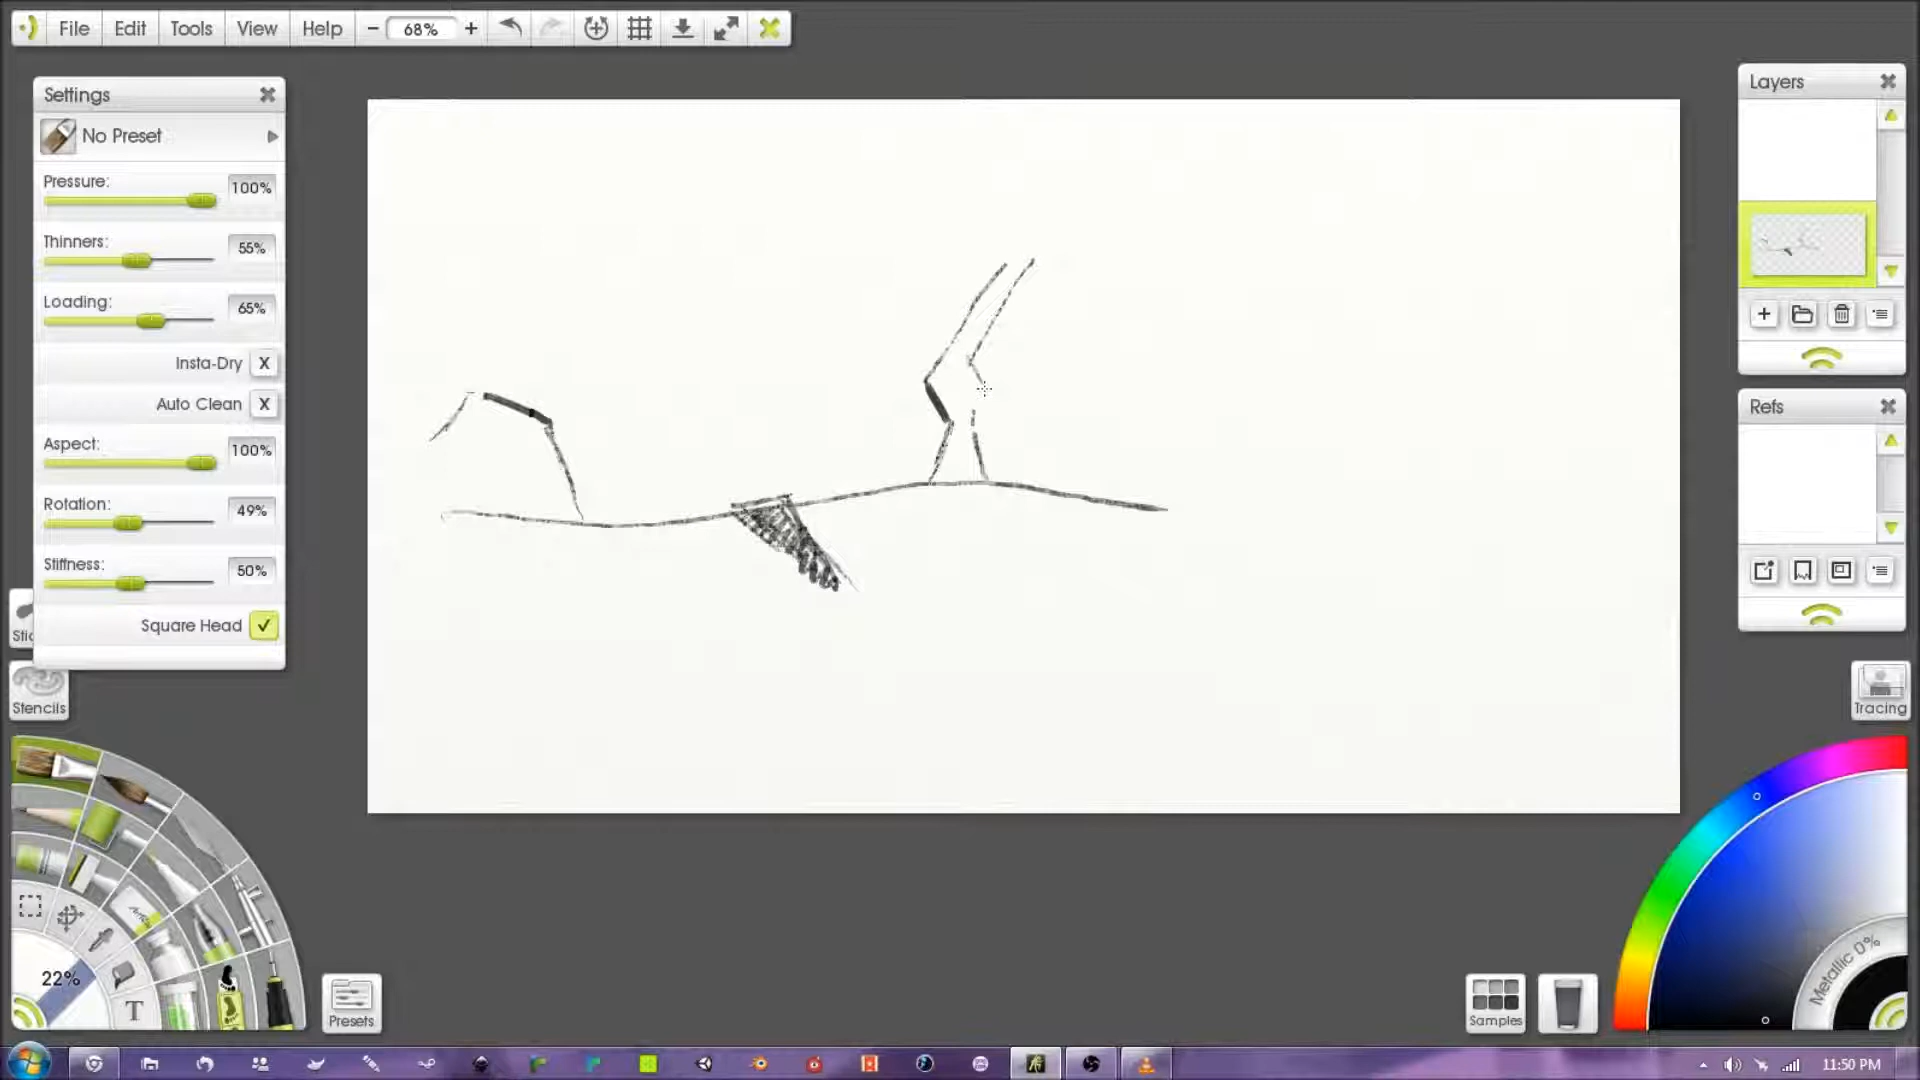 File Edit Tools View Help − 68% +
Settings
No Preset
Pressure: 100%
Thinners: 55%
Loading: 65%
Insta-Dry X
Auto Clean X
Aspect: 100%
Rotation: 49%
Stiffness: 50%
Square Head
Stencils
22%
T
Presets
Layers
Refs
Tracing
Metallic 0%
Samples
11:50 PM